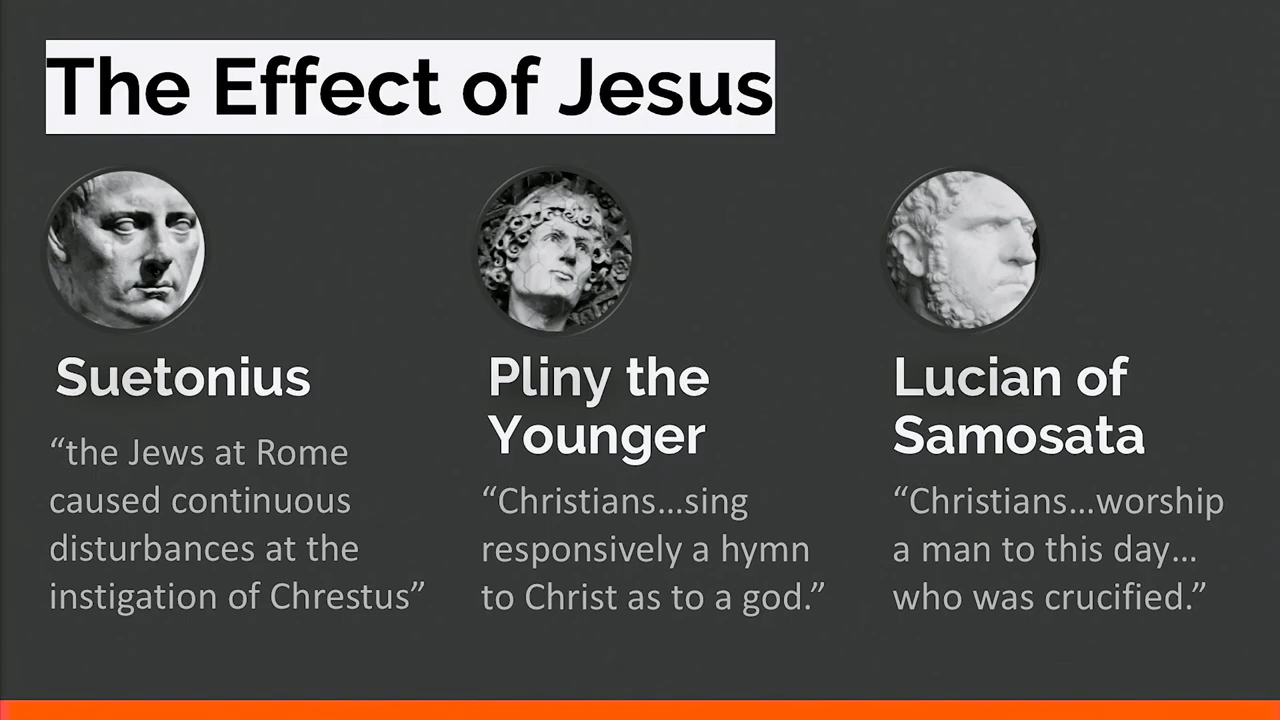 The Effect of Jesus
Suetonius
“the Jews at Rome
caused continuous
disturbances at the
instigation of Chrestus”
Pliny the
Younger
“Christians...sing
responsively a hymn
to Christ as to a god.”
Lucian of
Samosata
“Christians...worship
a man to this day...
who was crucified.”